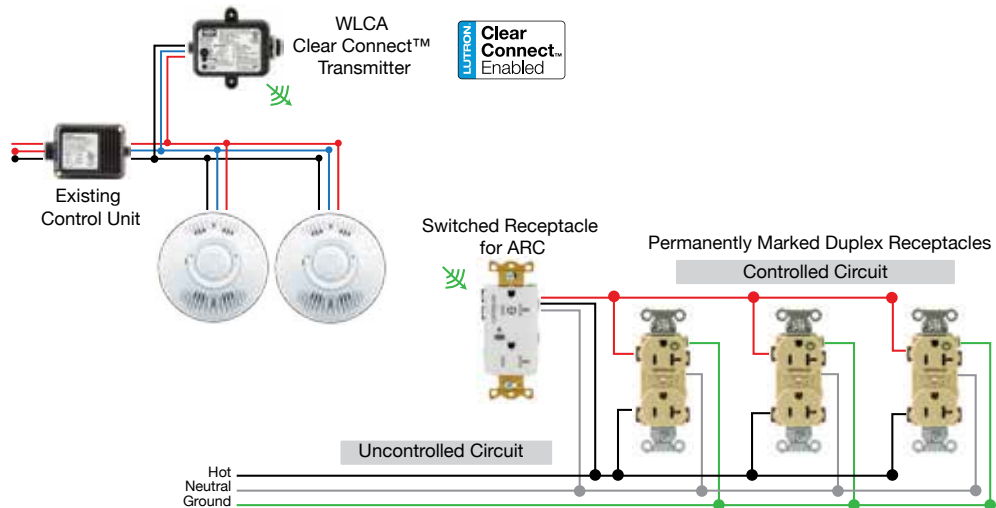 WLCA
Clear Connect™
Transmitter
LUTRON
Clear
Connect™
Enabled
Existing
Control Unit
Switched Receptacle
for ARC
Permanently Marked Duplex Receptacles
Controlled Circuit
Uncontrolled Circuit
Hot
Neutral
Ground